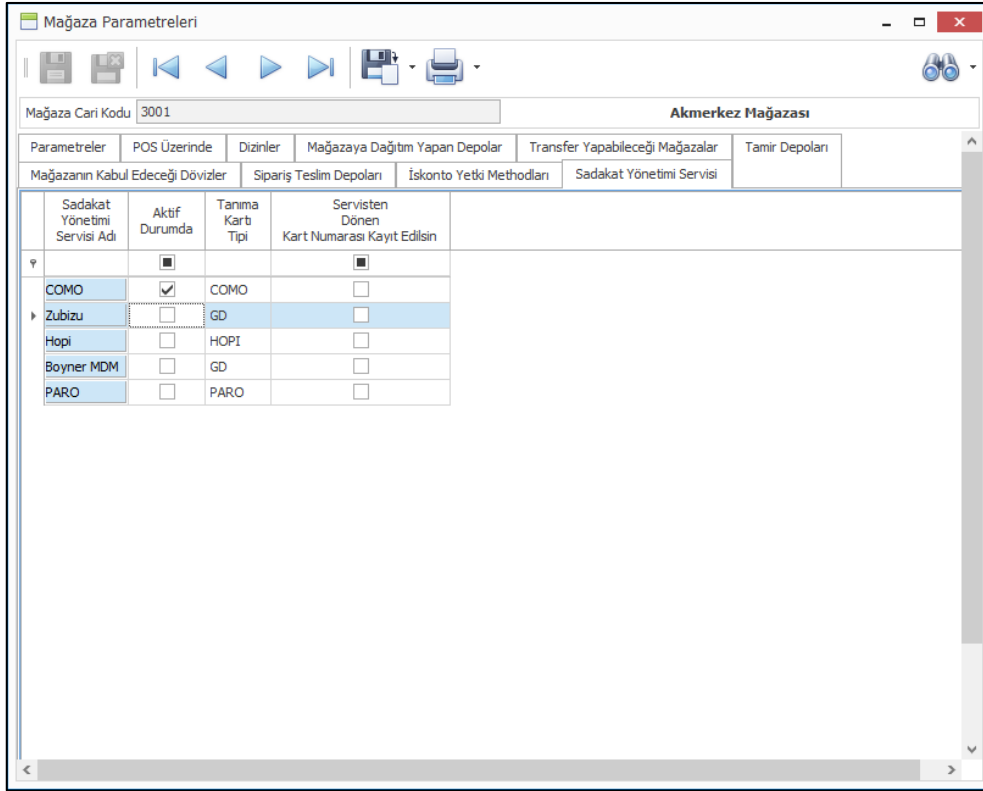 Mağaza Parametreleri
Mağaza Cari Kodu 3001 Akmerkez Mağazası
Parametreler POS Üzerinde Dizinler Mağazaya Dağıtım Yapan Depolar Transfer Yapabileceği Mağazalar Tamir Depoları
Mağazanın Kabul Edeceği Dövizler Sipariş Teslim Depoları İskonto Yetki Methodları Sadakat Yönetimi Servisi
Sadakat Yönetimi Servisi Adı Aktif Durumda Tanıma Kartı Tipi Servisten Dönen Kart Numarası Kayıt Edilsin
COMO COMO
Zubizu GD
Hopi HOPI
Boyner MDM GD
PARO PARO